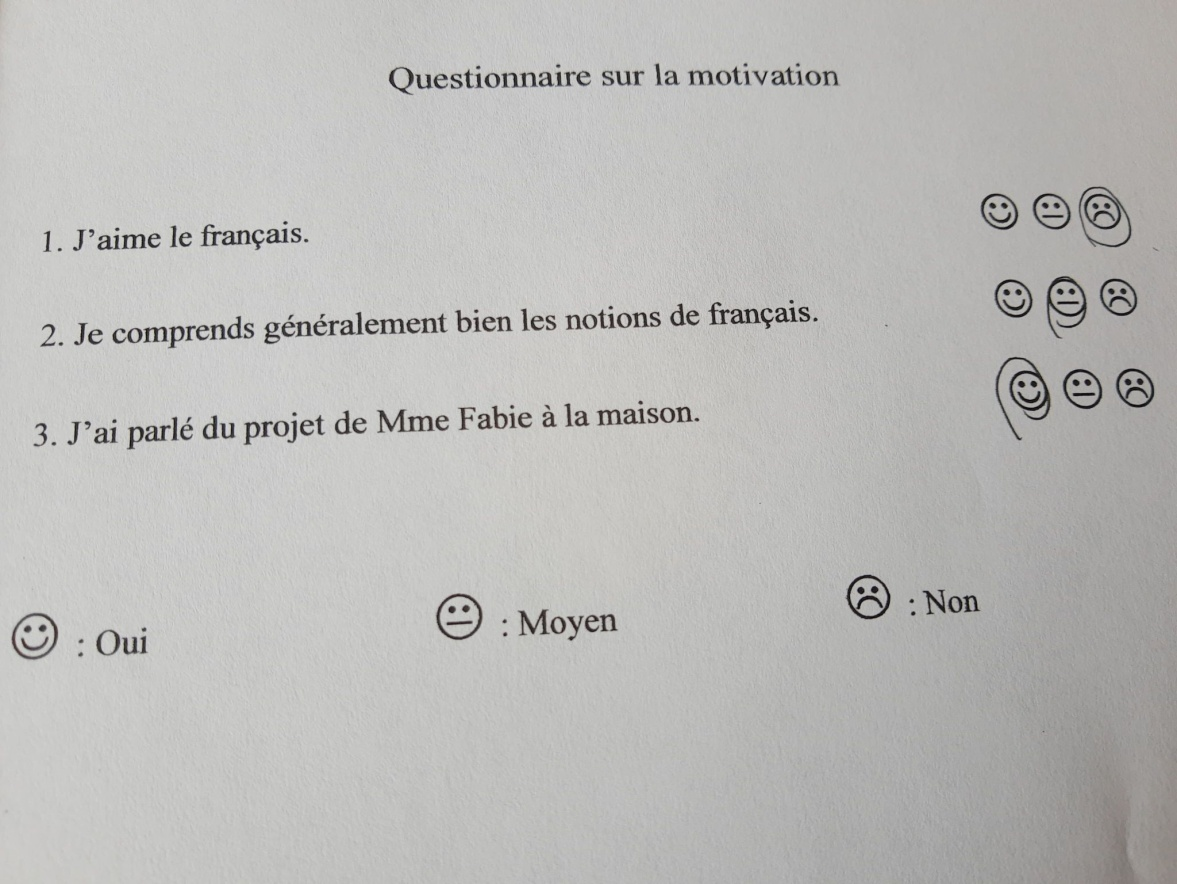 Questionnaire sur la motivation
1. J'aime le français.
2. Je comprends généralement bien les notions de français.
3. J'ai parlé du projet de Mme Fabie à la maison.
: Oui : Moyen : Non